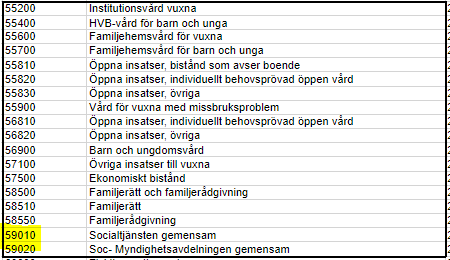 55200 Institutionsvård vuxna
55400 HVB-vård för barn och unga
55600 Familjehemsvård för vuxna
55700 Familjehemsvård för barn och unga
55810 Öppna insatser, bistånd som avser boende
55820 Öppna insatser, individuellt behovsprövad öppen vård
55830 Öppna insatser, övriga
55900 Vård för vuxna med missbruksproblem
56810 Öppna insatser, individuellt behovsprövad öppen vård
56820 Öppna insatser, övriga
56900 Barn och ungdomsvård
57100 Övriga insatser till vuxna
57500 Ekonomiskt bistånd
58500 Familjerätt och familjerådgivning
58510 Familjerätt
58550 Familjerådgivning
59010 Socialtjänsten gemensam
59020 Soc- Myndighetsavdelningen gemensam